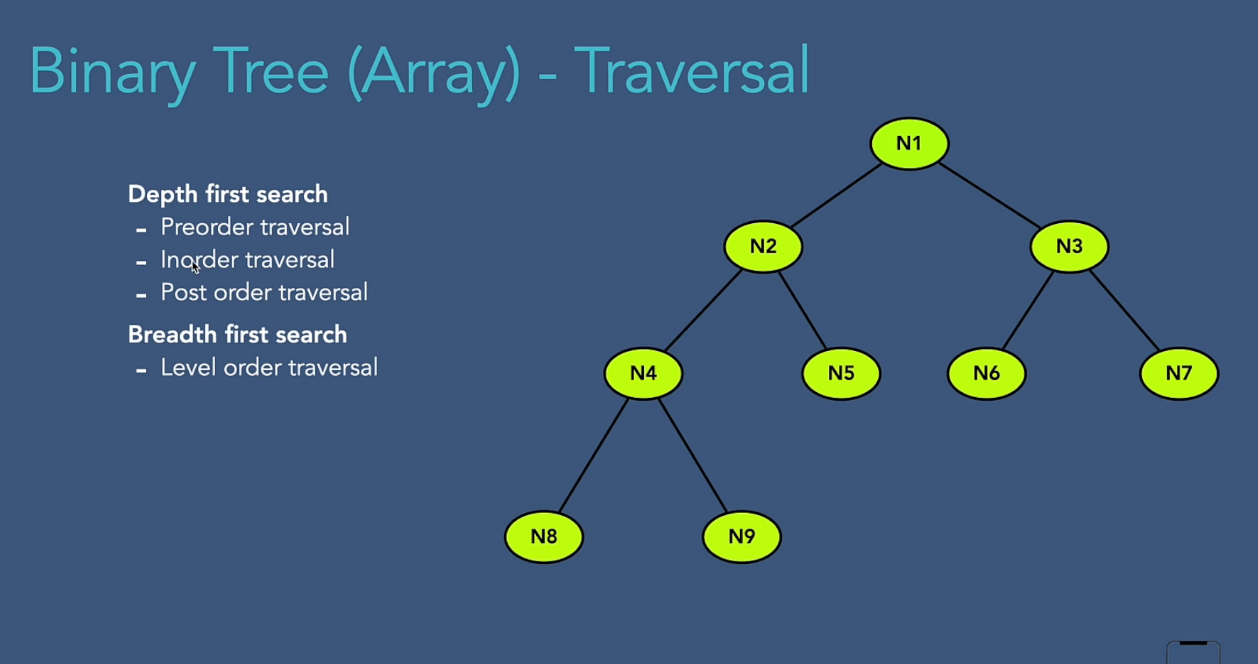 Binary Tree (Array) - Traversal
Depth first search
- Preorder traversal
- Inorder traversal
- Post order traversal
Breadth first search
- Level order traversal
N1
N2
N3
N4
N5
N6
N7
N8
N9